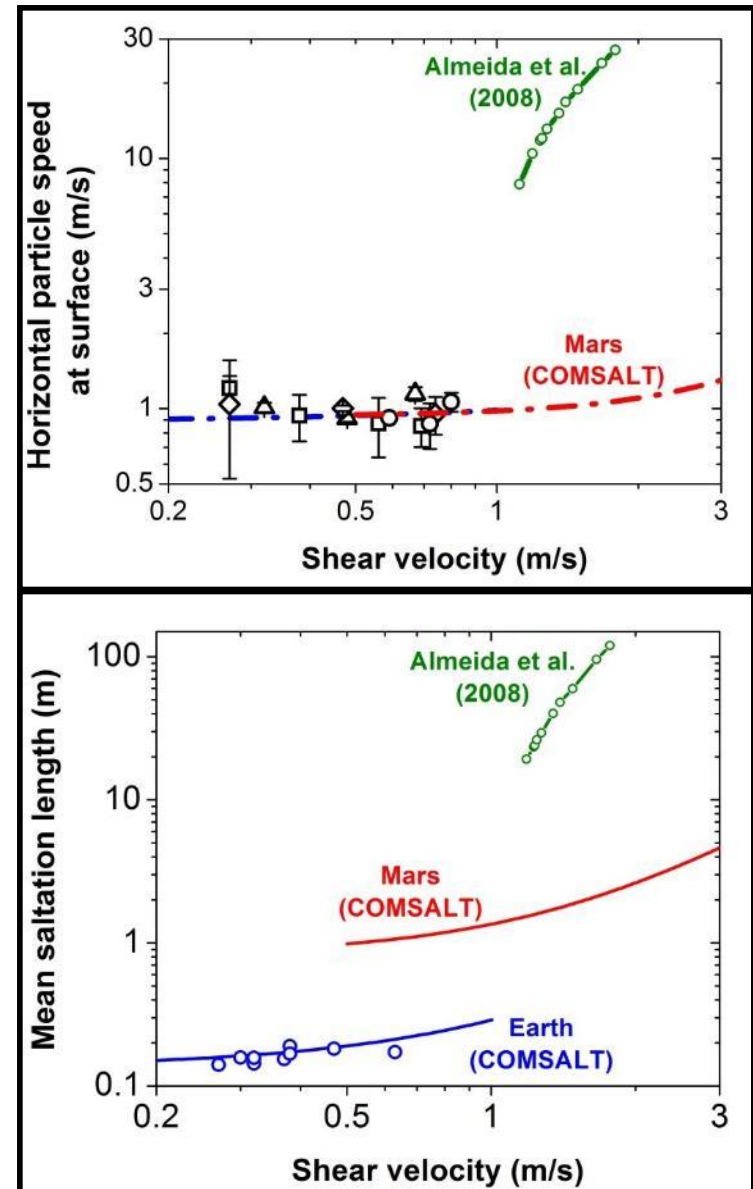 Horizontal particle speed
at surface (m/s)
30
10
3
1
0.5
Almeida et al.
(2008)
Mars
(COMSALT)
0.2
0.5
1
3
Shear velocity (m/s)
Mean saltation length (m)
100
10
1
0.1
Almeida et al.
(2008)
Mars
(COMSALT)
Earth
(COMSALT)
0.2
0.5
1
3
Shear velocity (m/s)